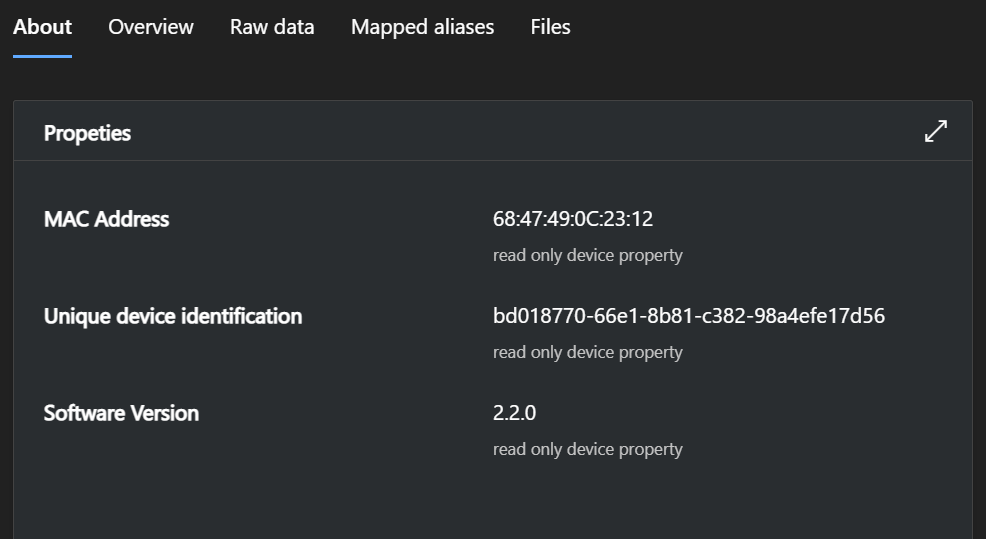 About Overview Raw data Mapped aliases Files
Propeties
MAC Address 68:47:49:0C:23:12
read only device property
Unique device identification bd018770-66e1-8b81-c382-98a4efe17d56
read only device property
Software Version 2.2.0
read only device property